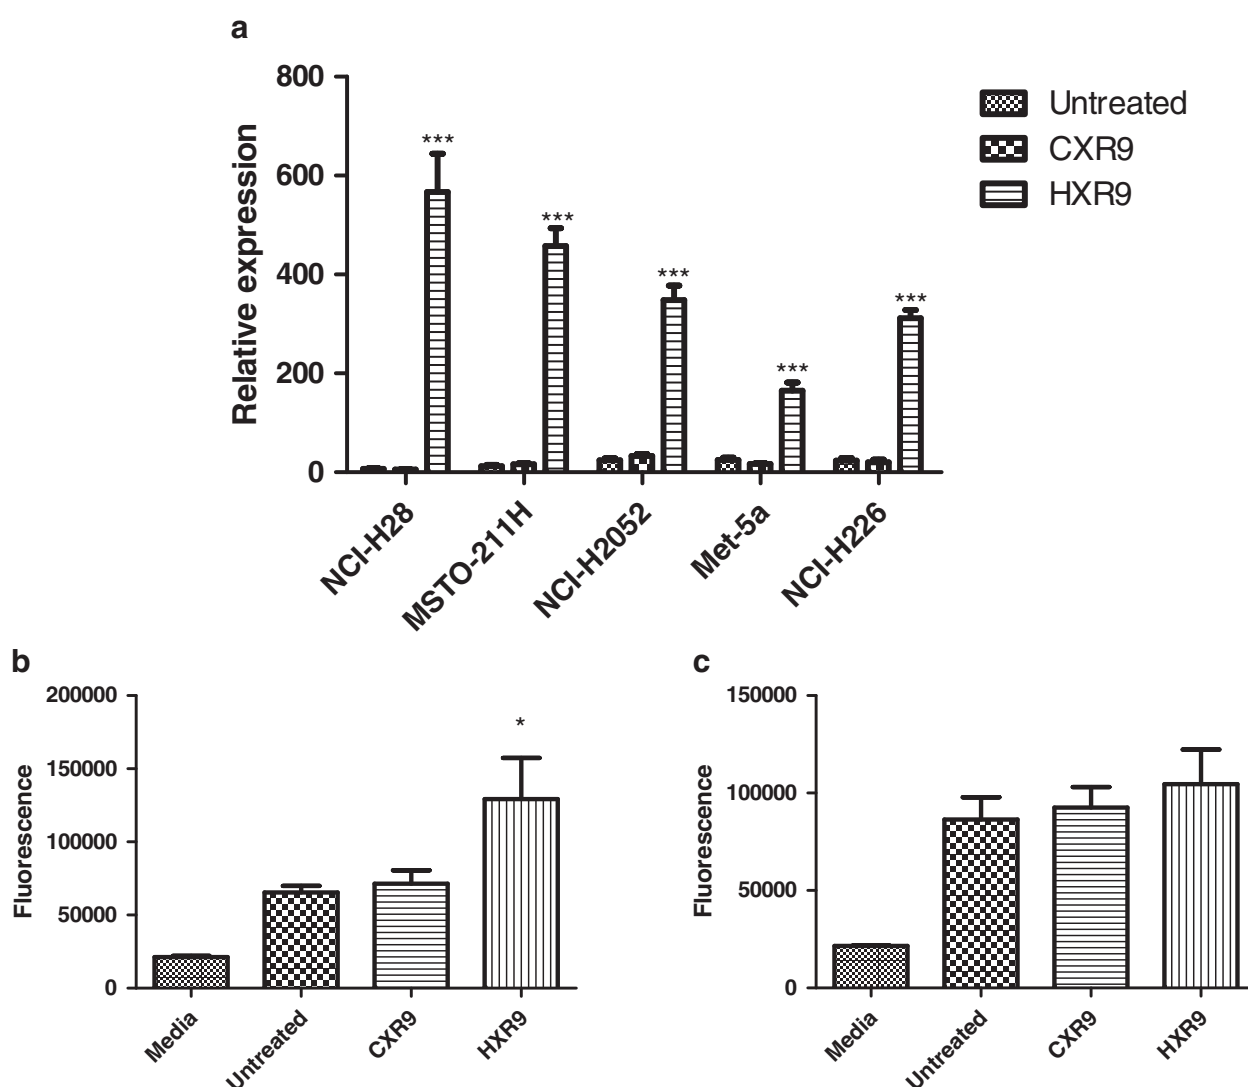 a
800
600
400
200
0
Relative expression
***
***
***
***
***
Untreated
CXR9
HXR9
NCI-H28
MSTO-211H
NCI-H2052
Met-5a
NCI-H226
b
200000
150000
100000
50000
0
Fluorescence
*
Media
Untreated
CXR9
HXR9
c
150000
100000
50000
0
Fluorescence
Media
Untreated
CXR9
HXR9